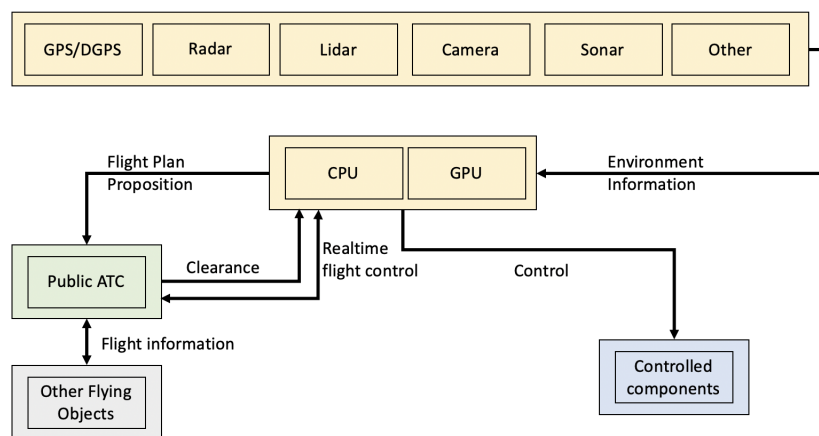 GPS/DGPS
Radar
Lidar
Camera
Sonar
Other
Flight Plan
Proposition
CPU
GPU
Environment
Information
Public ATC
Clearance
Realtime
flight control
Control
Flight information
Other Flying
Objects
Controlled
components